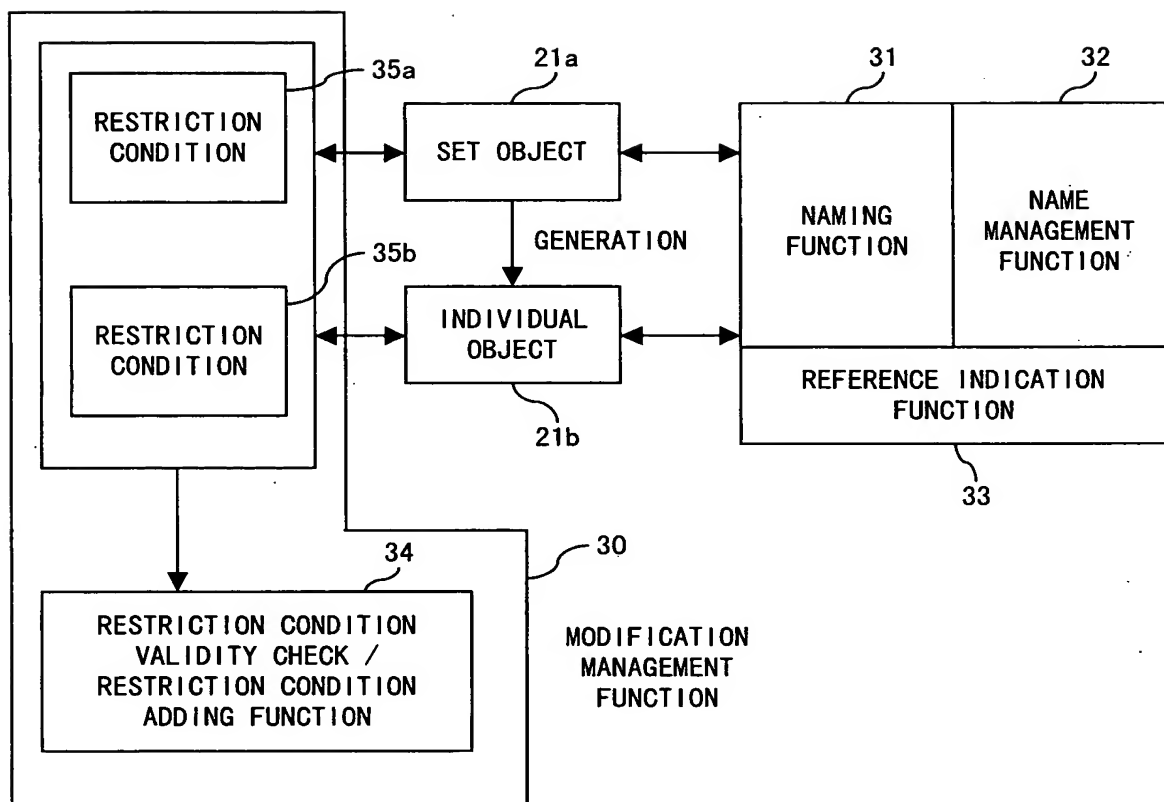 35a
RESTRICTION
CONDITION
21a
SET OBJECT
31
32
NAMING
FUNCTION
NAME
MANAGEMENT
FUNCTION
GENERATION
35b
RESTRICTION
CONDITION
INDIVIDUAL
OBJECT
21b
REFERENCE INDICATION
FUNCTION
33
30
34
RESTRICTION CONDITION
VALIDITY CHECK /
RESTRICTION CONDITION
ADDING FUNCTION
MODIFICATION
MANAGEMENT
FUNCTION